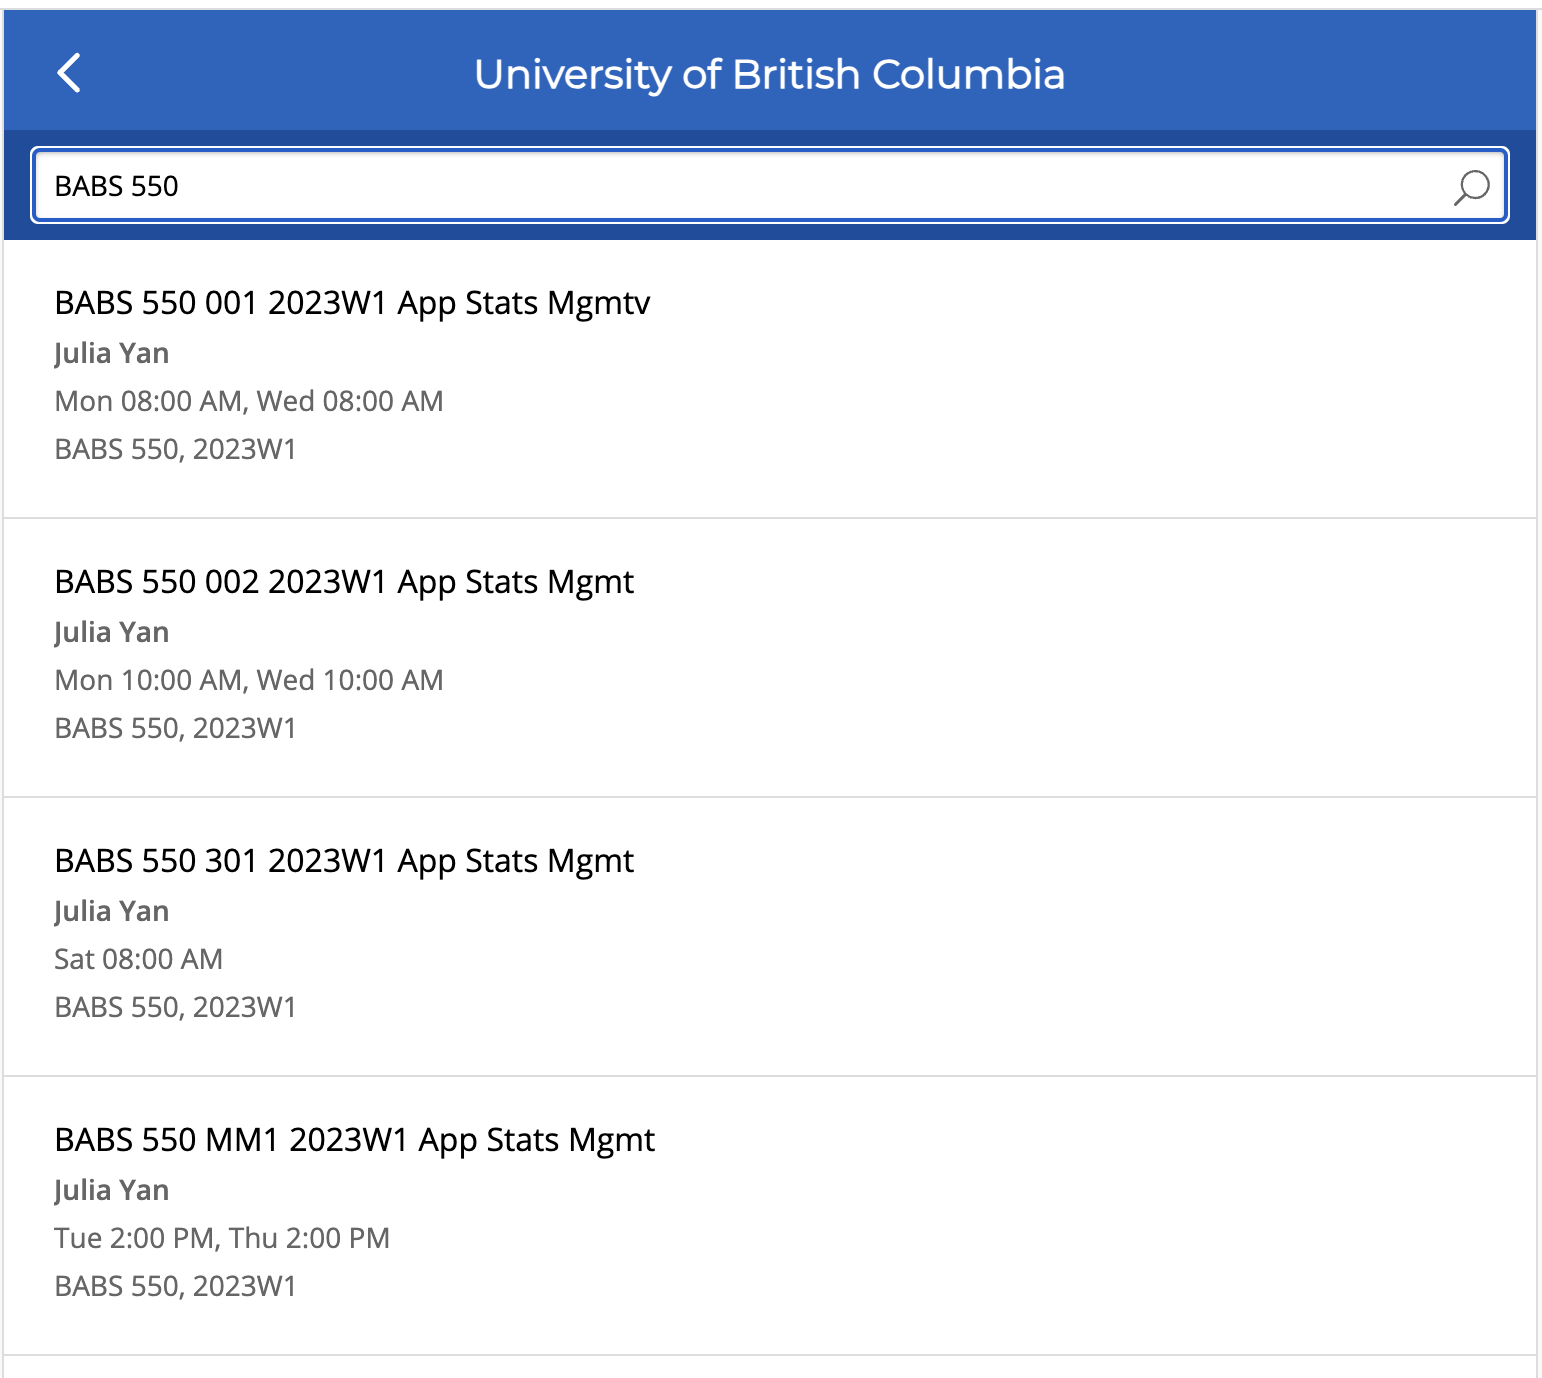 University of British Columbia
BABS 550
BABS 550 001 2023W1 App Stats Mgmtv
Julia Yan
Mon 08:00 AM, Wed 08:00 AM
BABS 550, 2023W1
BABS 550 002 2023W1 App Stats Mgmt
Julia Yan
Mon 10:00 AM, Wed 10:00 AM
BABS 550, 2023W1
BABS 550 301 2023W1 App Stats Mgmt
Julia Yan
Sat 08:00 AM
BABS 550, 2023W1
BABS 550 MM1 2023W1 App Stats Mgmt
Julia Yan
Tue 2:00 PM, Thu 2:00 PM
BABS 550, 2023W1